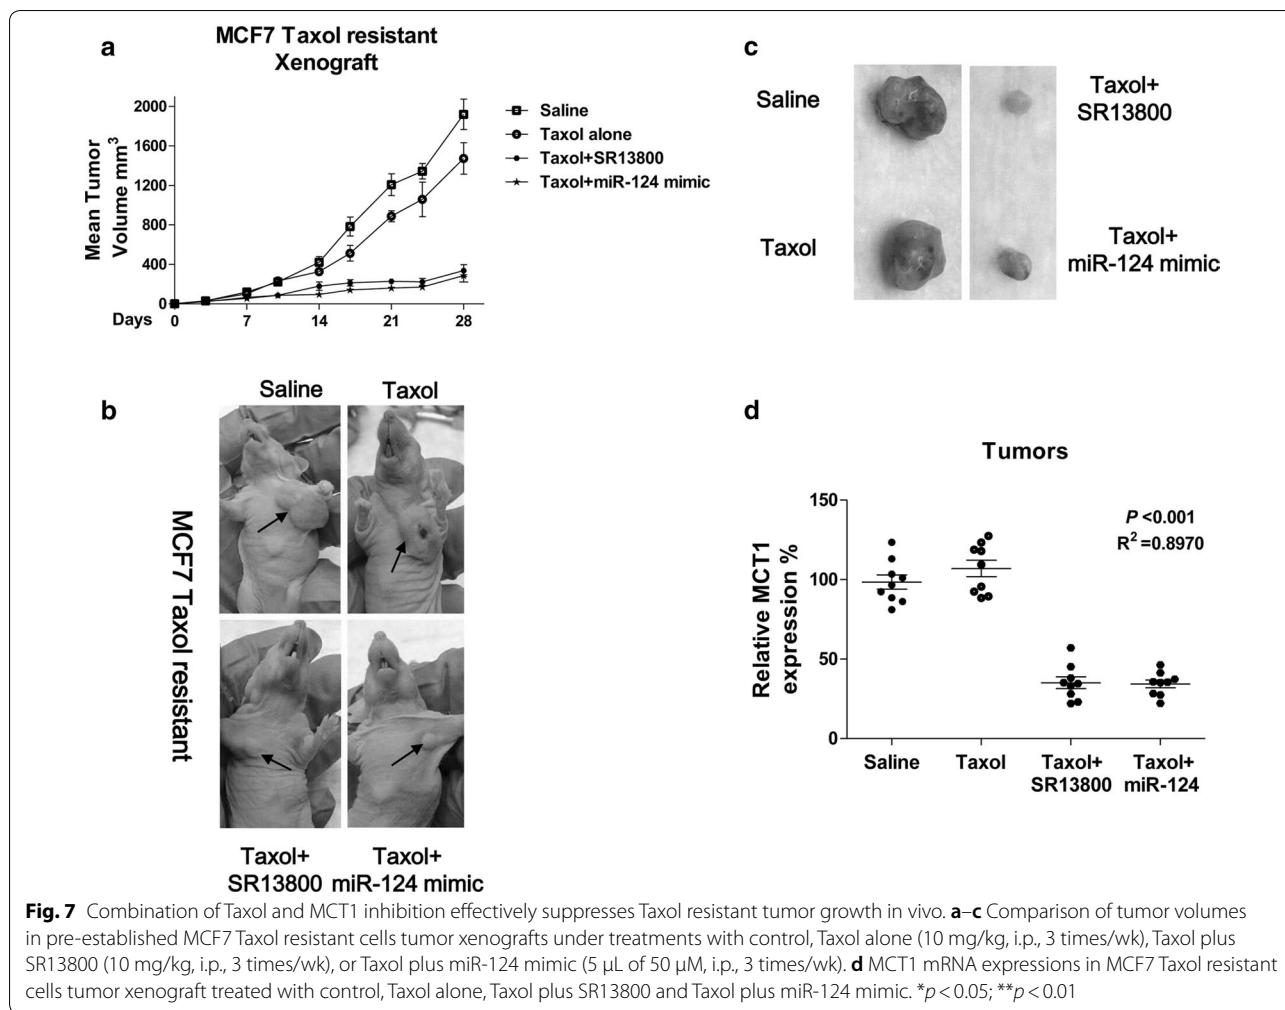 a
MCF7 Taxol resistant
Xenograft
Mean Tumor
Volume mm³
2000
1600
1200
800
400
0
Days
0
7
14
21
28
Saline
Taxol alone
Taxol+SR13800
Taxol+miR-124 mimic
c
Saline
Taxol+
SR13800
Taxol
Taxol+
miR-124 mimic
b
Saline
Taxol
MCF7 Taxol resistant
Taxol+
SR13800
Taxol+
miR-124 mimic
d
Tumors
Relative MCT1
expression %
150
100
50
0
P <0.001
R² =0.8970
Saline
Taxol
Taxol+
SR13800
Taxol+
miR-124
Fig. 7 Combination of Taxol and MCT1 inhibition effectively suppresses Taxol resistant tumor growth in vivo. a–c Comparison of tumor volumes
in pre-established MCF7 Taxol resistant cells tumor xenografts under treatments with control, Taxol alone (10 mg/kg, i.p., 3 times/wk), Taxol plus
SR13800 (10 mg/kg, i.p., 3 times/wk), or Taxol plus miR-124 mimic (5 µL of 50 µM, i.p., 3 times/wk). d MCT1 mRNA expressions in MCF7 Taxol resistant
cells tumor xenograft treated with control, Taxol alone, Taxol plus SR13800 and Taxol plus miR-124 mimic. *p < 0.05; **p < 0.01